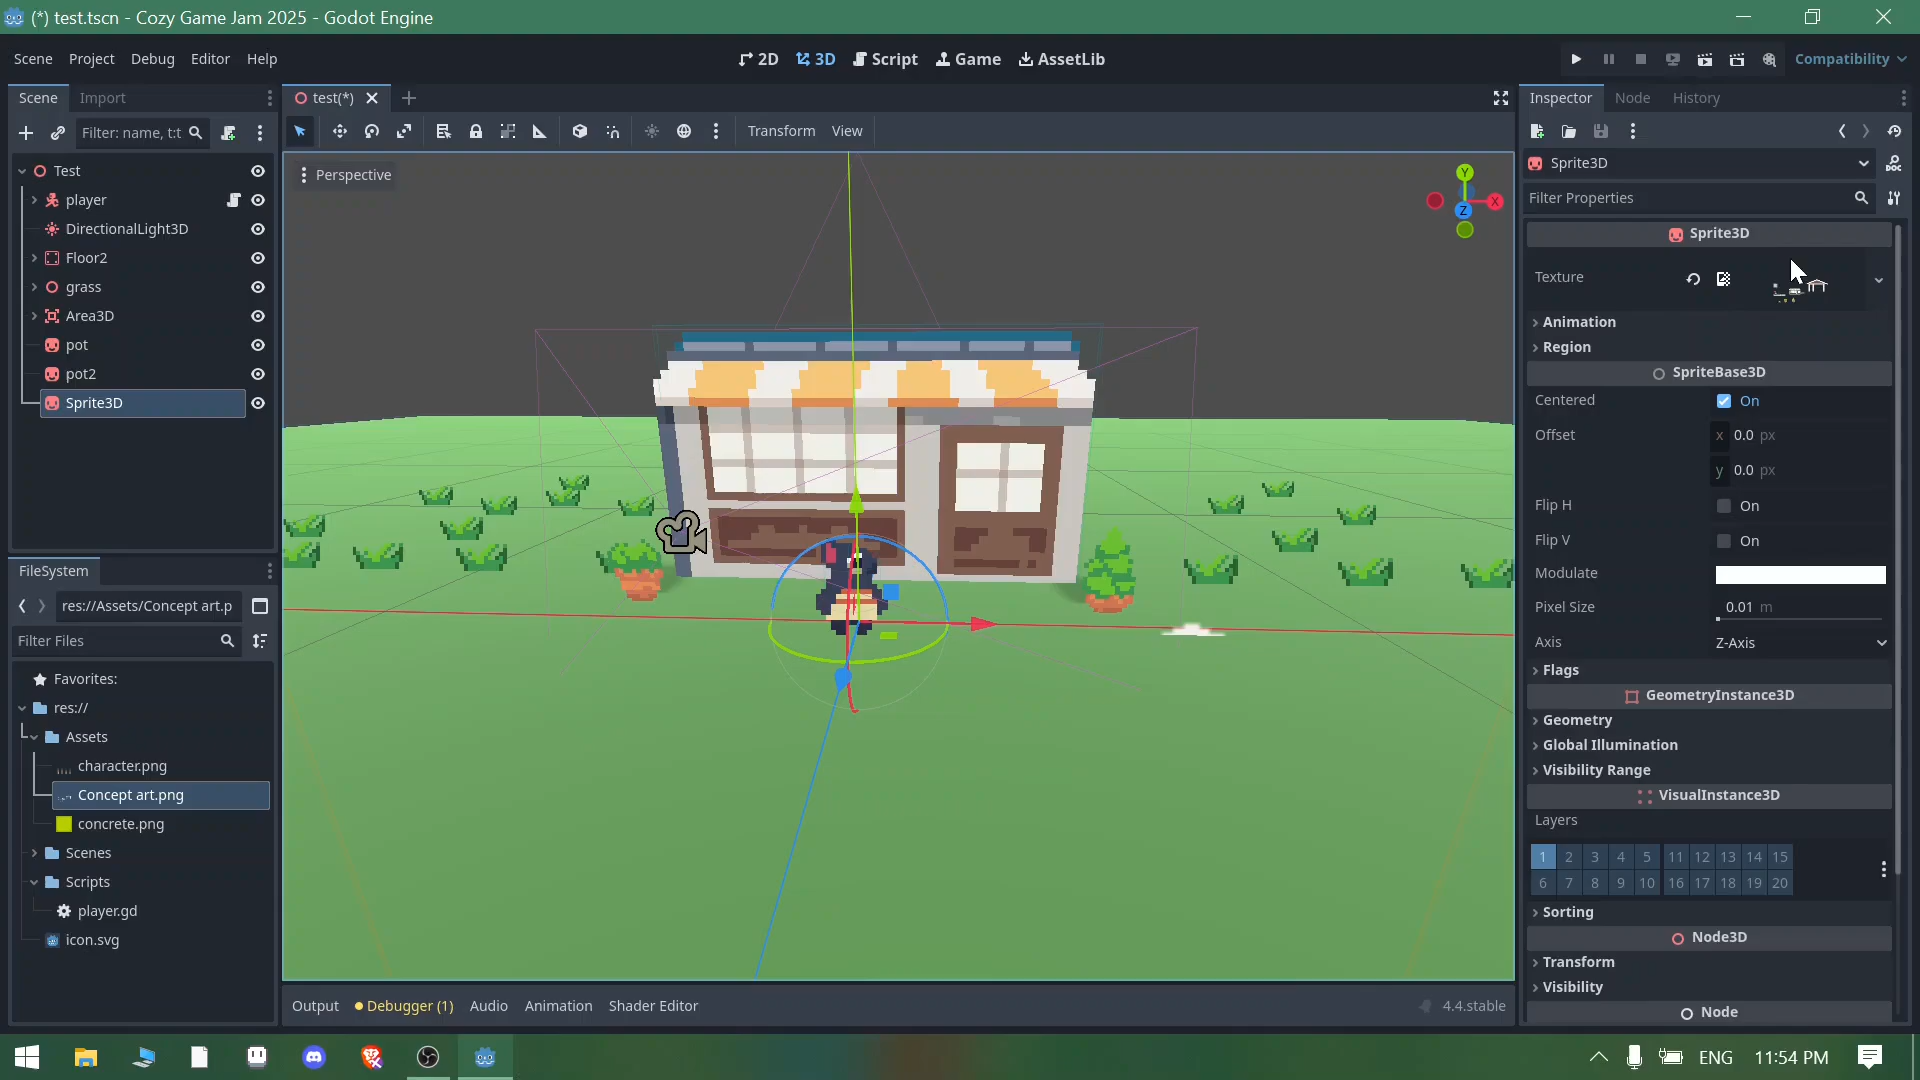 (*) test.tscn - Cozy Game Jam 2025 - Godot Engine
Scene Project Debug Editor Help
2D 3D Script Game AssetLib
Compatibility
Scene Import
test(*)
Inspector Node History
Filter: name, t:t
Transform View
Perspective
Y
X
Z
Test
player
DirectionalLight3D
Floor2
grass
Area3D
pot
pot2
Sprite3D
FileSystem
res://Assets/Concept art.p
Filter Files
Favorites:
res://
Assets
character.png
Concept art.png
concrete.png
Scenes
Scripts
player.gd
icon.svg
Sprite3D
DOC
Filter Properties
Sprite3D
Texture
Animation
Region
SpriteBase3D
Centered On
Offset x 0.0 px
y 0.0 px
Flip H On
Flip V On
Modulate
Pixel Size 0.01 m
Axis Z-Axis
Flags
GeometryInstance3D
Geometry
Global Illumination
Visibility Range
VisualInstance3D
Layers
1 2 3 4 5 11 12 13 14 15
6 7 8 9 10 16 17 18 19 20
Sorting
Node3D
Transform
Visibility
Node
Output Debugger (1) Audio Animation Shader Editor
4.4.stable
ENG 11:54 PM